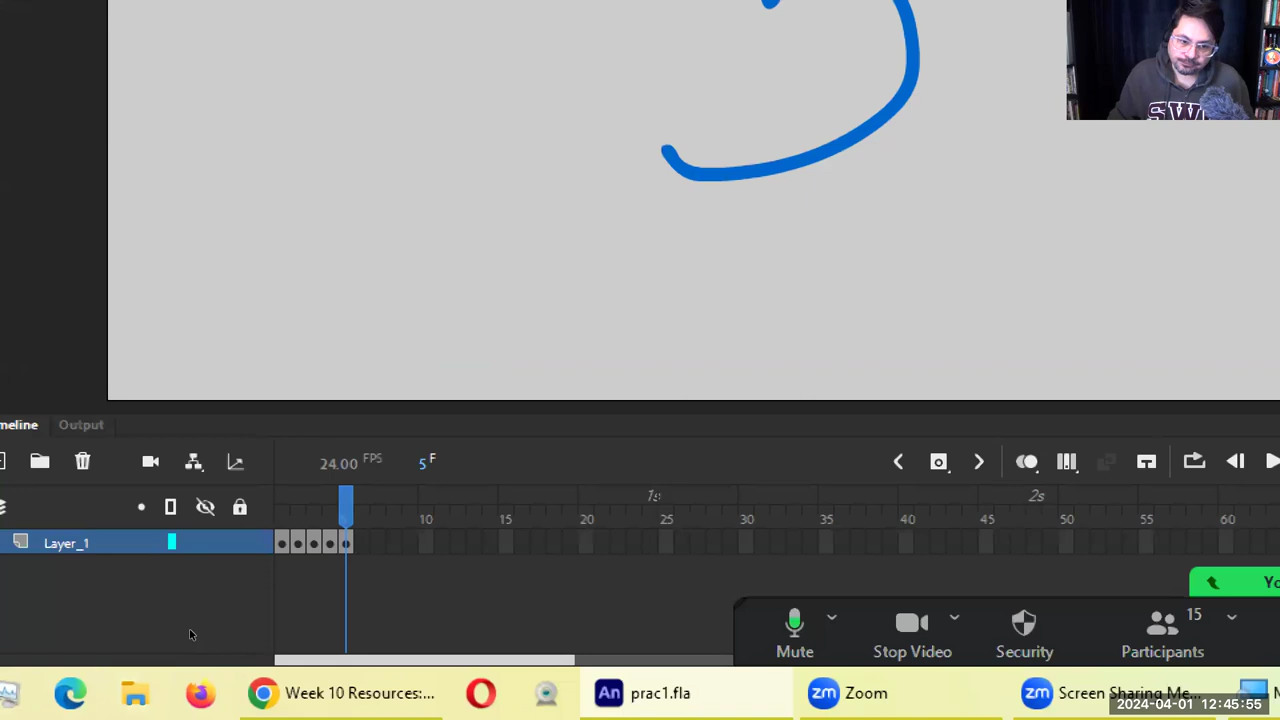 SW
meline Output
24.00 FPS 5 F
1s 2s
10 15 20 25 30 35 40 45 50 55 60
Layer_1
Yo
15
Mute Stop Video Security Participants
Week 10 Resources:... An prac1.fla zm Zoom zm Screen Sharing Me... M
2024-04-01 12:45:55